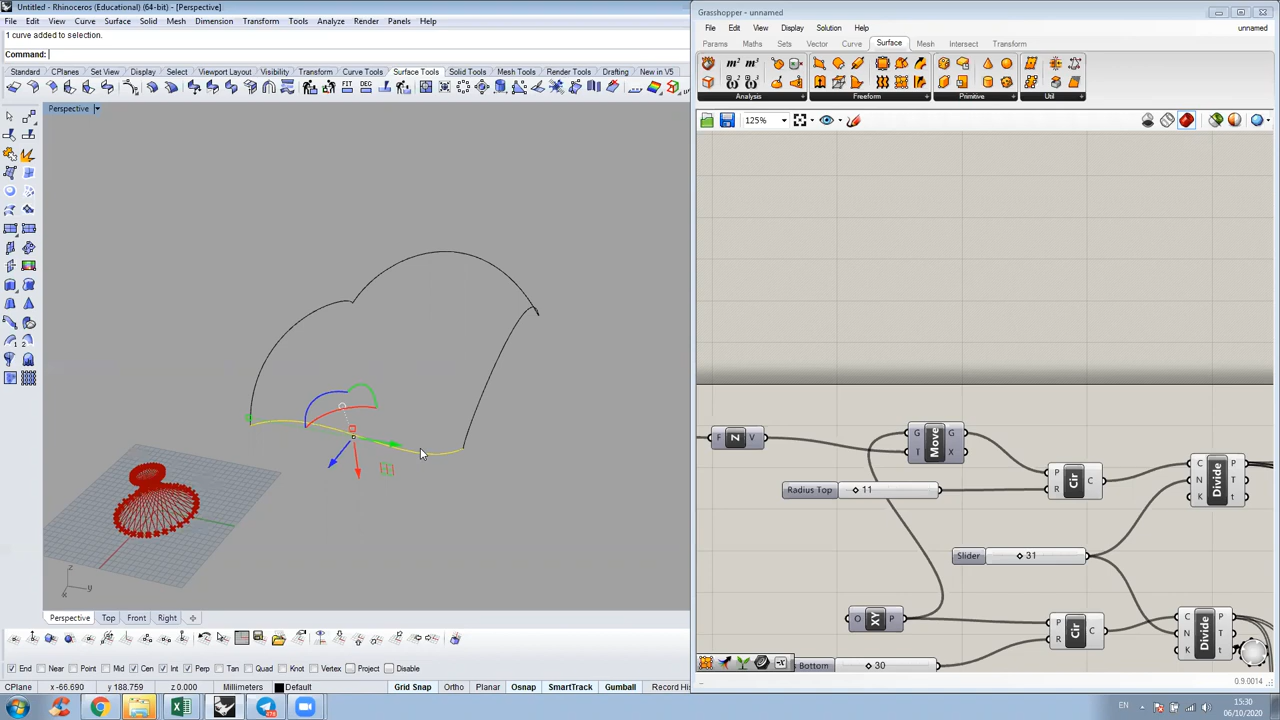 Untitled - Rhinoceros (Educational) (64-bit) - [Perspective]
File Edit View Curve Surface Solid Mesh Dimension Transform Tools Analyze Render Panels Help
1 curve added to selection.
Command:
Standard CPlanes Set View Display Select Viewport Layout Visibility Transform Curve Tools Surface Tools Solid Tools Mesh Tools Render Tools Drafting New in V5
Perspective
z
x
y
Perspective Top Front Right
End Near Point Mid Cen Int Perp Tan Quad Knot Vertex Project Disable
CPlane x -66.690 y 188.759 z 0.000 Millimeters Default Grid Snap Ortho Planar Osnap SmartTrack Gumball Record Hi
Grasshopper - unnamed
File Edit View Display Solution Help unnamed
Params Maths Sets Vector Curve Surface Mesh Intersect Transform
Analysis Freeform Primitive Util
125%
F Z V
G T Move G X
Radius Top 11
P R Cir C
C N K Divide P T t
Slider 31
O XY P
P R Cir C
C N K Divide P T t
Bottom 30
0.9.0014
478
EN 15:30
06/10/2020